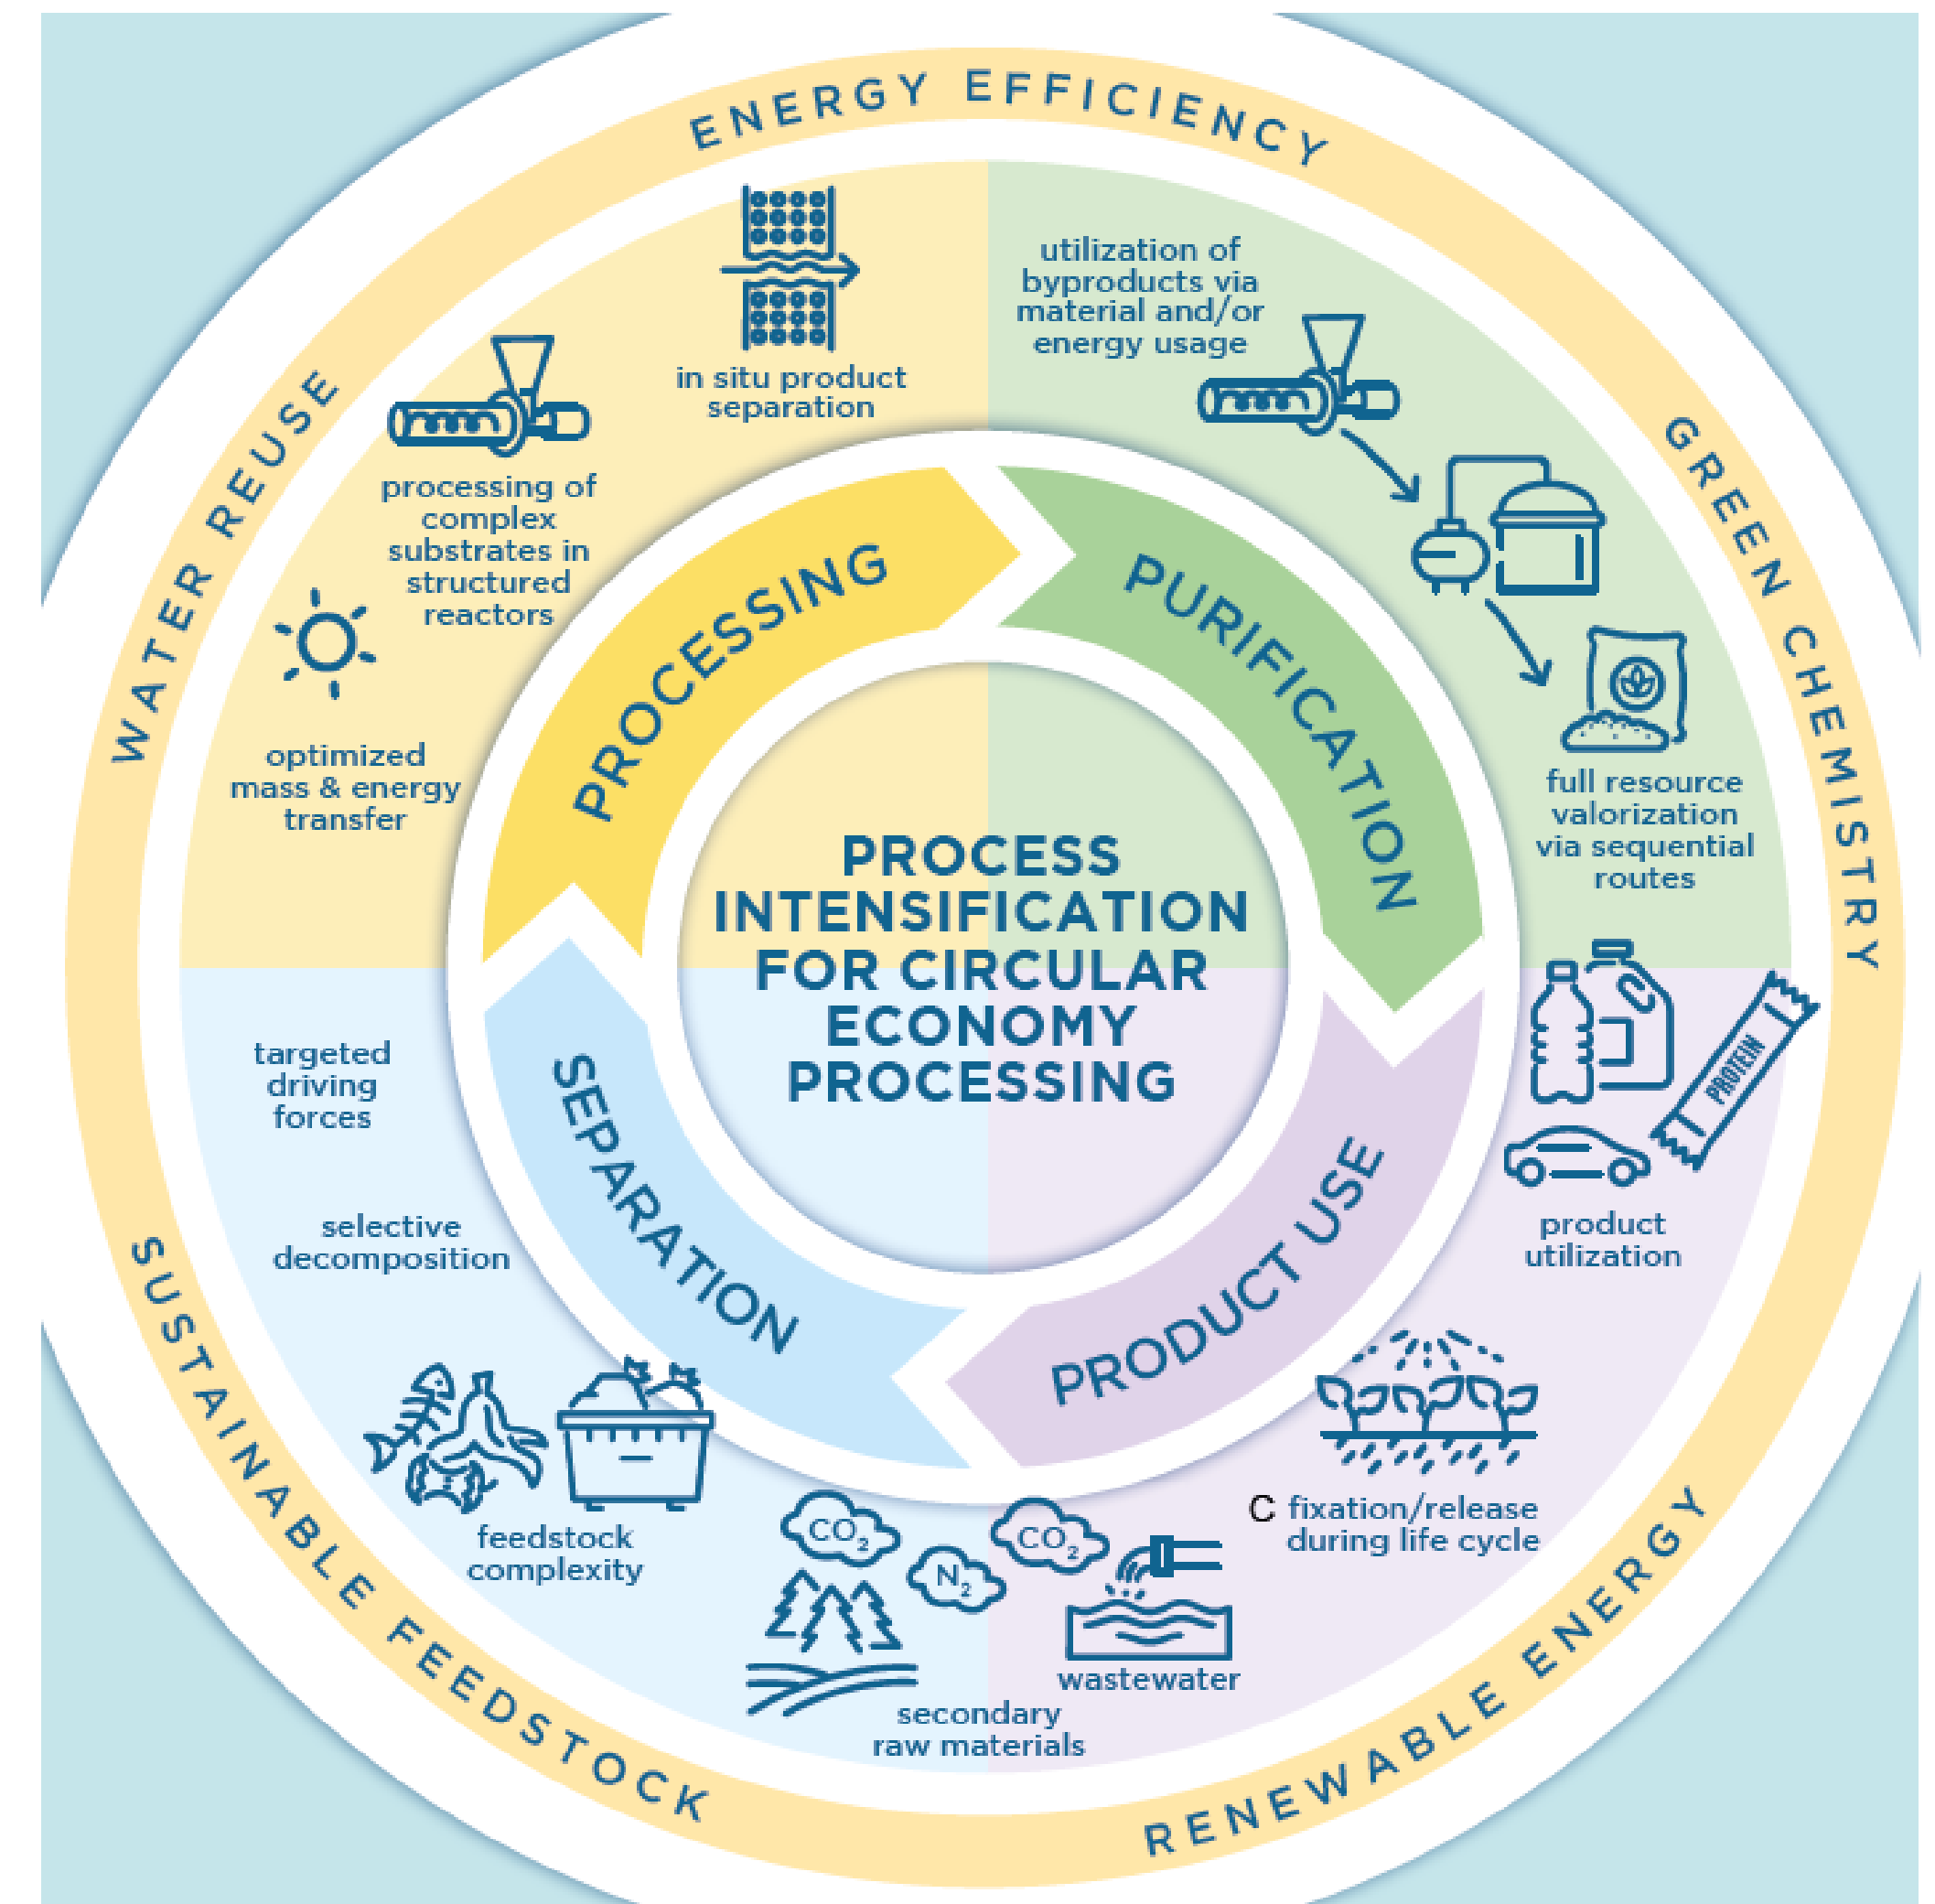 ENERGY EFFICIENCY
GREEN CHEMISTRY
RENEWABLE ENERGY
SUSTAINABLE FEEDSTOCK
WATER REUSE
in situ product
separation
processing of
complex
substrates in
structured
reactors
optimized
mass & energy
transfer
utilization of
byproducts via
material and/or
energy usage
full resource
valorization
via sequential
routes
PROCESSING
PURIFICATION
PRODUCT USE
SEPARATION
PROCESS
INTENSIFICATION
FOR CIRCULAR
ECONOMY
PROCESSING
PROTEIN
product
utilization
C fixation/release
during life cycle
CO₂
wastewater
N₂
CO₂
secondary
raw materials
feedstock
complexity
selective
decomposition
targeted
driving
forces